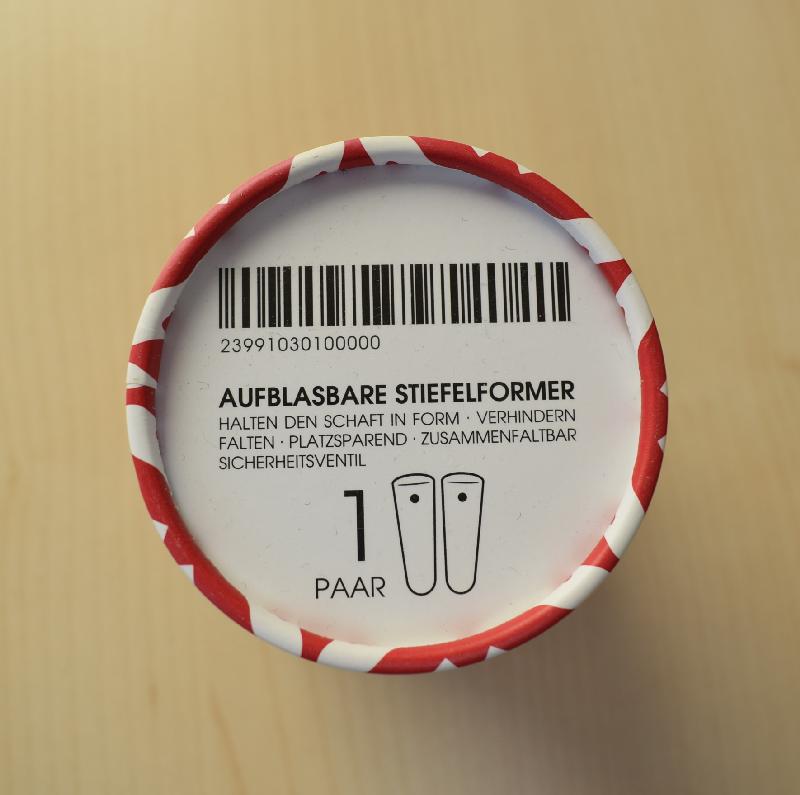 23991030100000
AUFBLASBARE STIEFELFORMER
HALTEN DEN SCHAFT IN FORM · VERHINDERN
FALTEN · PLATZSPAREND · ZUSAMMENFALTBAR
SICHERHEITSVENTIL
1
PAAR